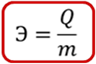 Э = Q/m